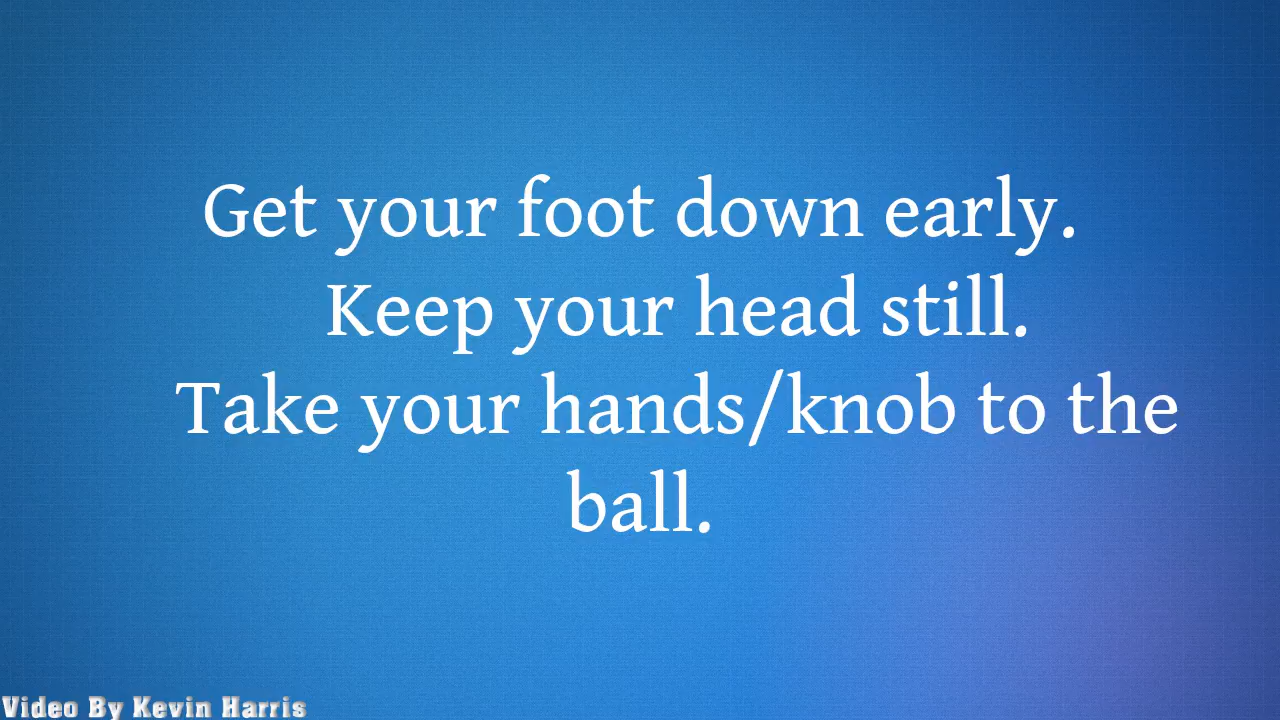 Get your foot down early.
Keep your head still.
Take your hands/knob to the
ball.
Video By Kevin Harris